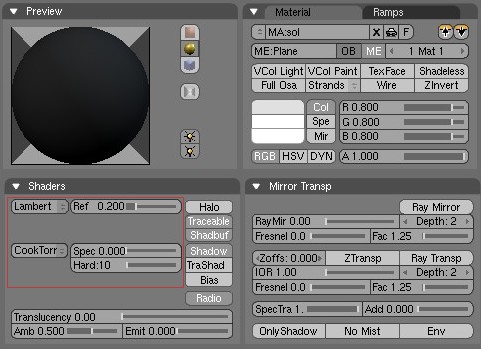 Preview
Material Ramps
MA:sol X F
ME:Plane OB ME 1 Mat 1
VCol Light VCol Paint TexFace Shadeless
Full Osa Strands Wire ZInvert
Col R 0.800
Spe G 0.800
Mir B 0.800
RGB HSV DYN A 1.000
Shaders
Lambert Ref 0.200 Halo
Traceable
Shadbuf
CookTorr Spec 0.000 Shadow
Hard:10 TraShad
Bias
Radio
Translucency 0.00
Amb 0.500 Emit 0.000
Mirror Transp
Ray Mirror
RayMir 0.00 Depth: 2
Fresnel 0.0 Fac 1.25
Zoffs: 0.000 ZTransp Ray Transp
IOR 1.00 Depth: 2
Fresnel 0.0 Fac 1.25
SpecTra 1. Add 0.000
OnlyShadow No Mist Env